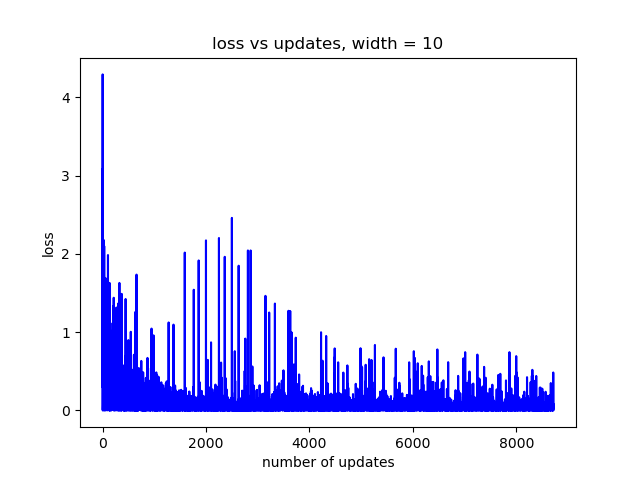 loss vs updates, width = 10
4
3
2
1
0
loss
0 2000 4000 6000 8000
number of updates